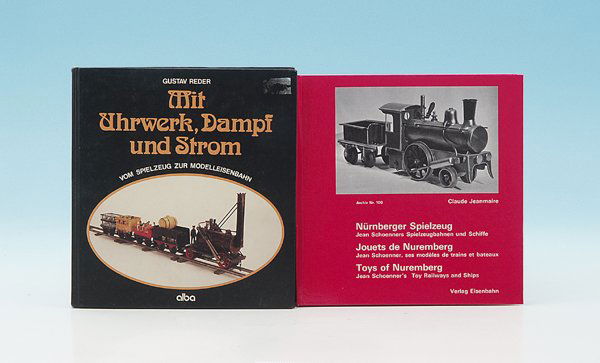 GUSTAV REDER
Mit
Uhrwerk, Dampf
und Strom
VOM SPIELZEUG ZUR MODELLEISENBAHN
alba
Archiv Nr. 100
Claude Jeanmaire
Nürnberger Spielzeug
Jean Schoenners Spielzeugbahnen und Schiffe
Jouets de Nuremberg
Jean Schoenner, ses modèles de trains et bateaux
Toys of Nuremberg
Jean Schoenner's Toy Railways and Ships
Verlag Eisenbahn